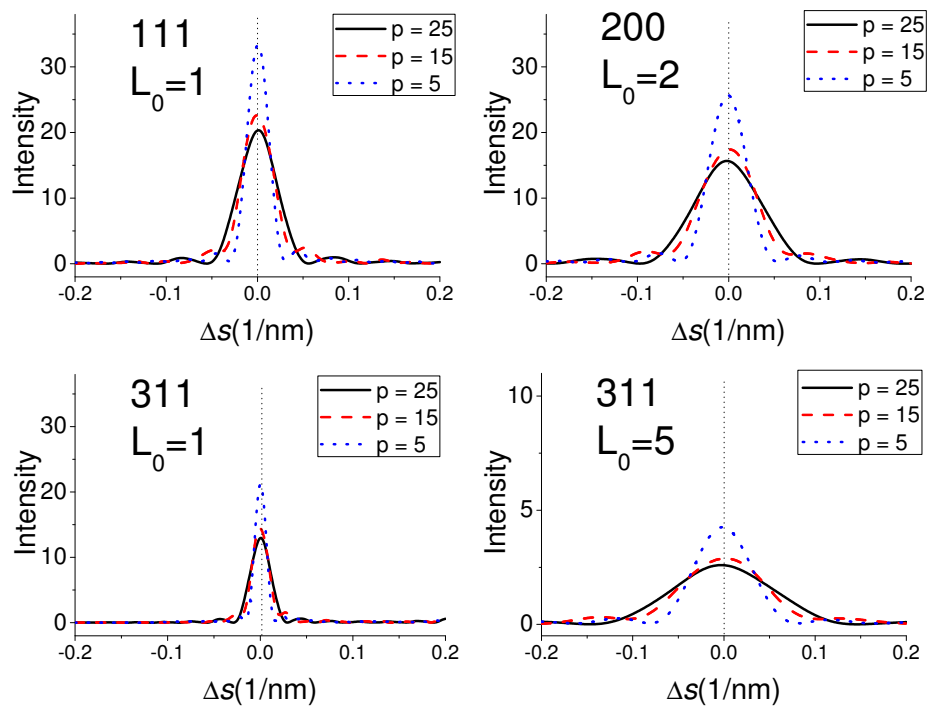 111
L₀=1
p = 25
p = 15
p = 5
Intensity
30
20
10
0
-0.2 -0.1 0.0 0.1 0.2
Δs(1/nm)
200
L₀=2
p = 25
p = 15
p = 5
Intensity
30
20
10
0
-0.2 -0.1 0.0 0.1 0.2
Δs(1/nm)
311
L₀=1
p = 25
p = 15
p = 5
Intensity
30
20
10
0
-0.2 -0.1 0.0 0.1 0.2
Δs(1/nm)
311
L₀=5
p = 25
p = 15
p = 5
Intensity
10
5
0
-0.2 -0.1 0.0 0.1 0.2
Δs(1/nm)